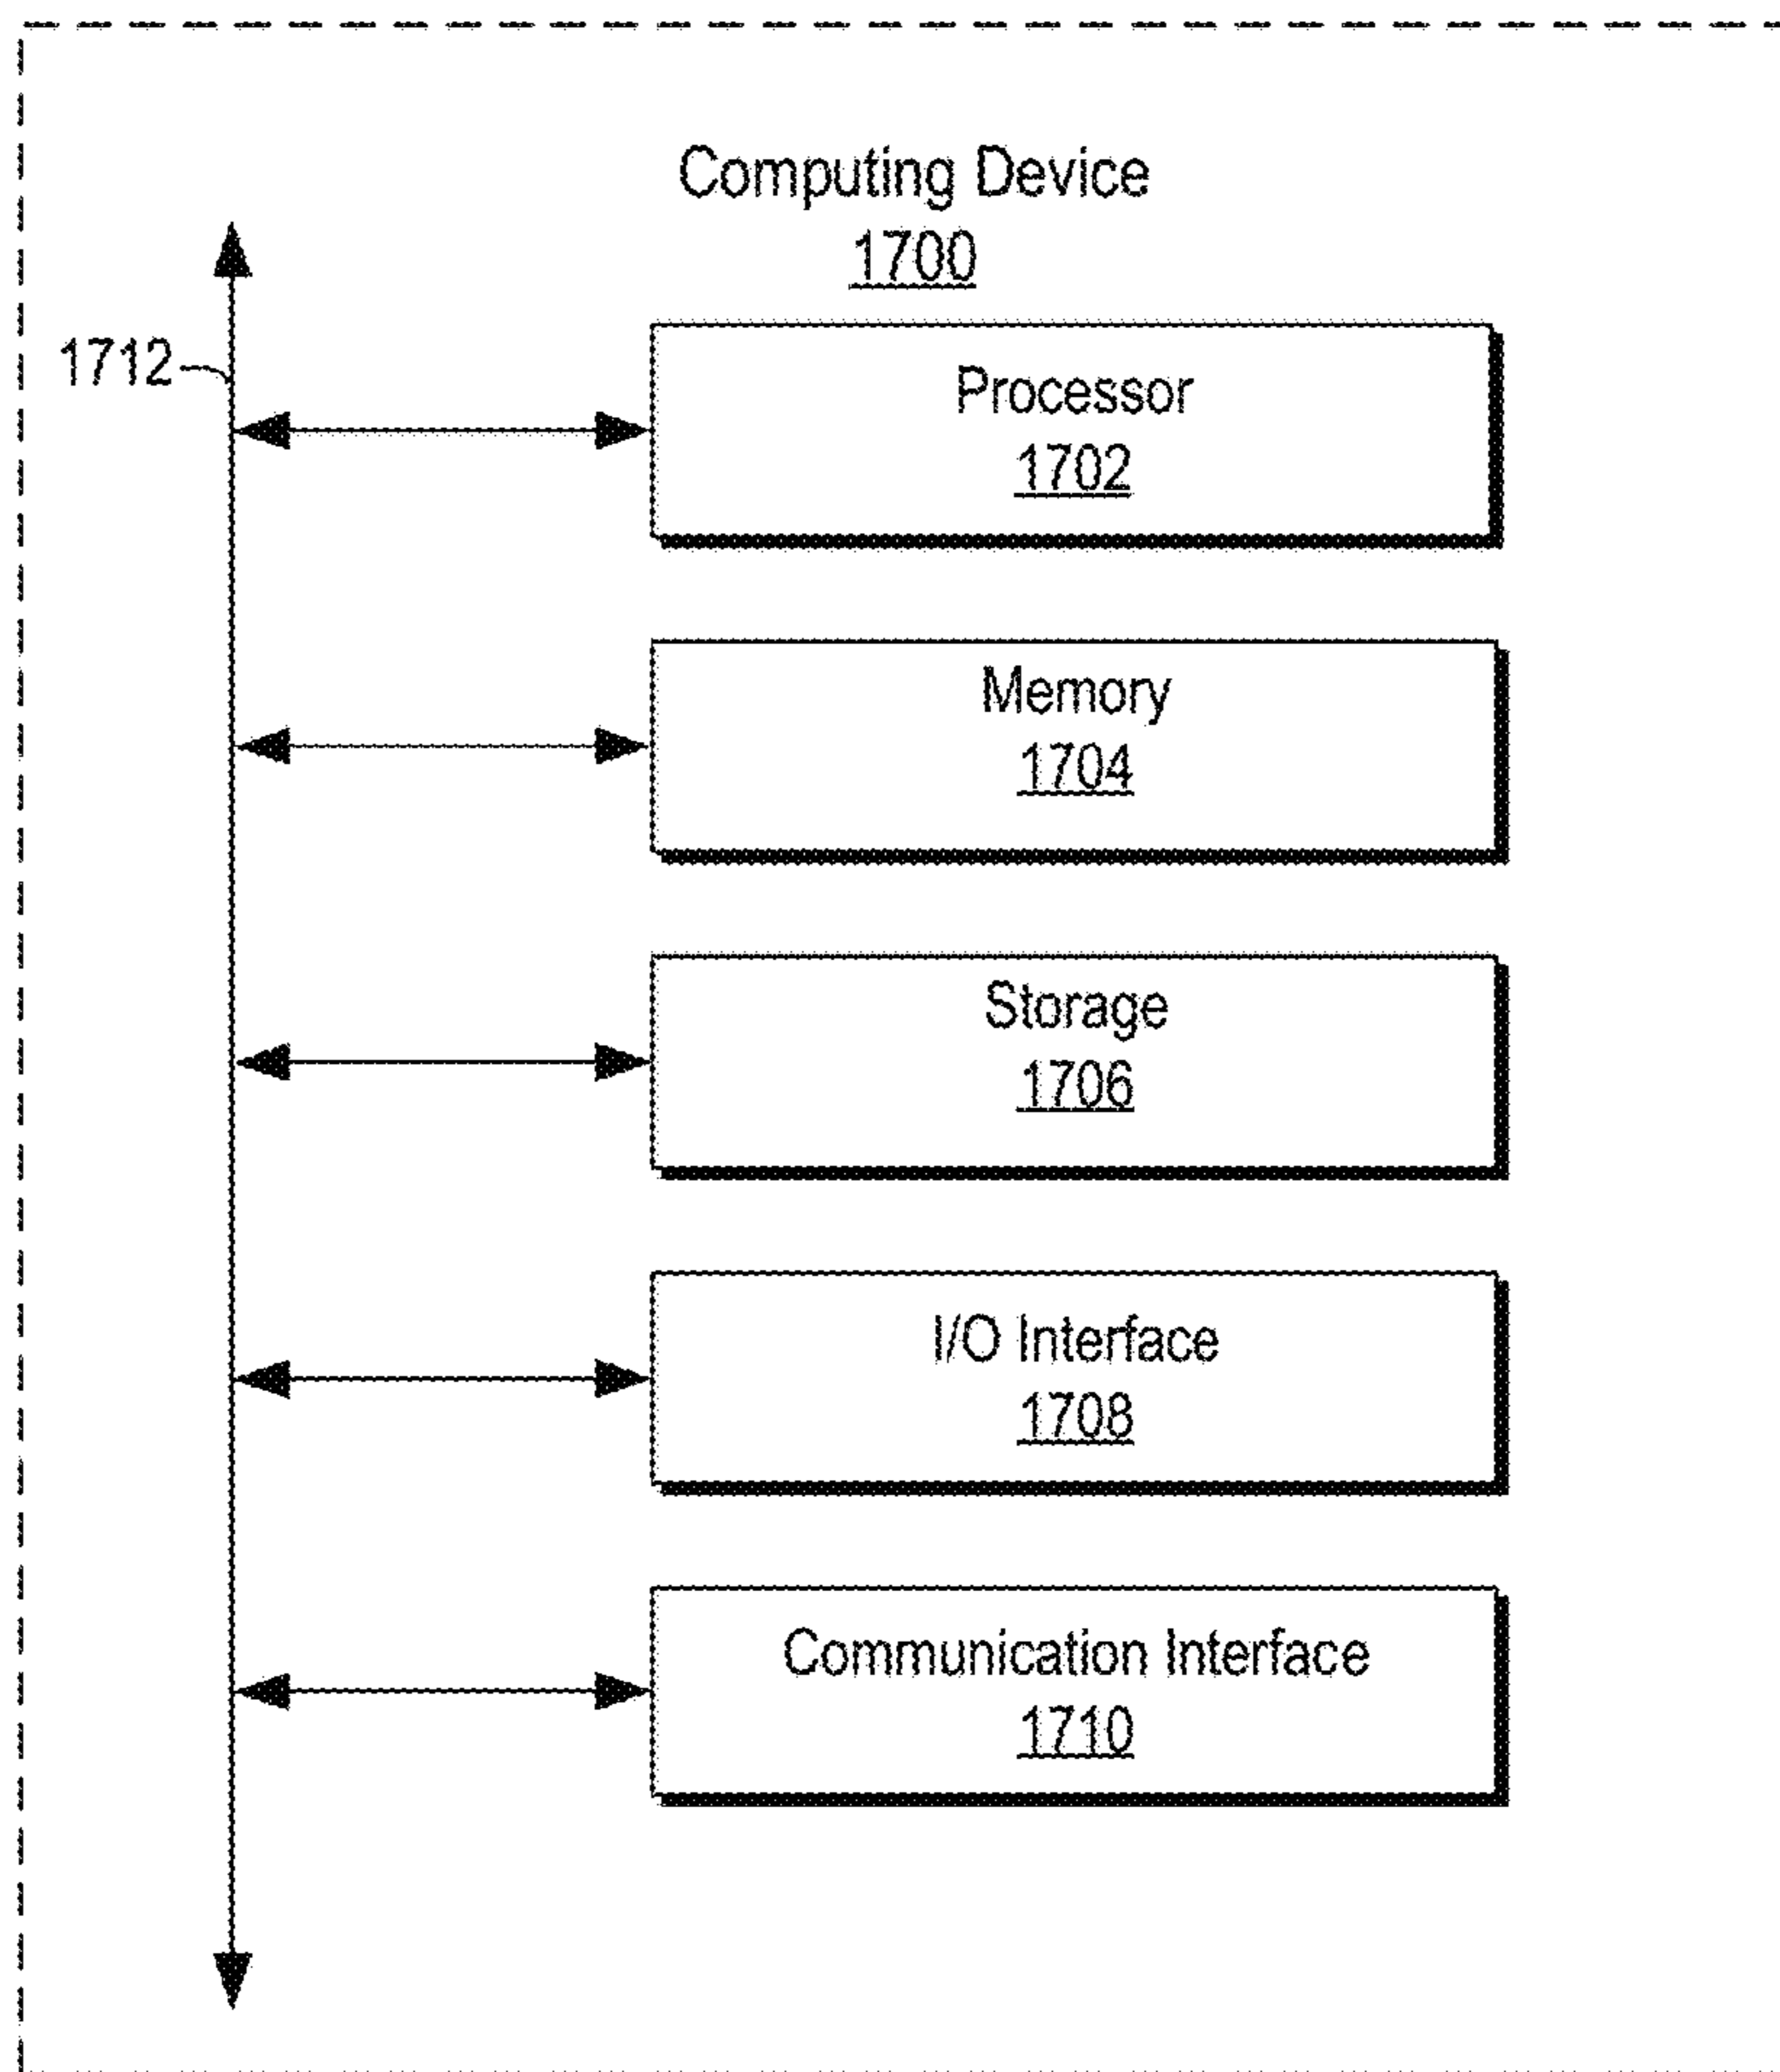 Computing Device
1700
1712
Processor
1702
Memory
1704
Storage
1706
I/O Interface
1708
Communication Interface
1710